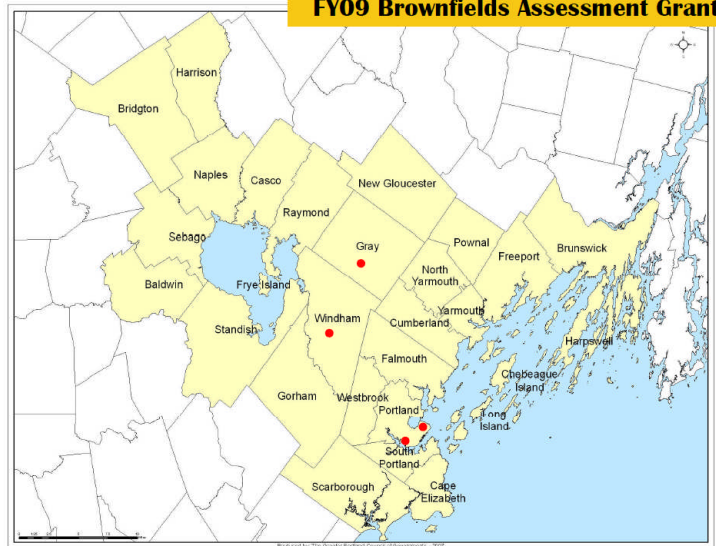 FY09 Brownfields Assessment Grant
Harrison
Bridgton
Naples
Casco
New Gloucester
Raymond
Gray
Pownal
Sebago
Freeport
Brunswick
North
Yarmouth
Baldwin
Frye Island
Yarmouth
Windham
Cumberland
Standish
Harpswell
Falmouth
Chebeague
Island
Gorham
Westbrook
Portland
Long
Island
South
Portland
Scarborough
Cape
Elizabeth